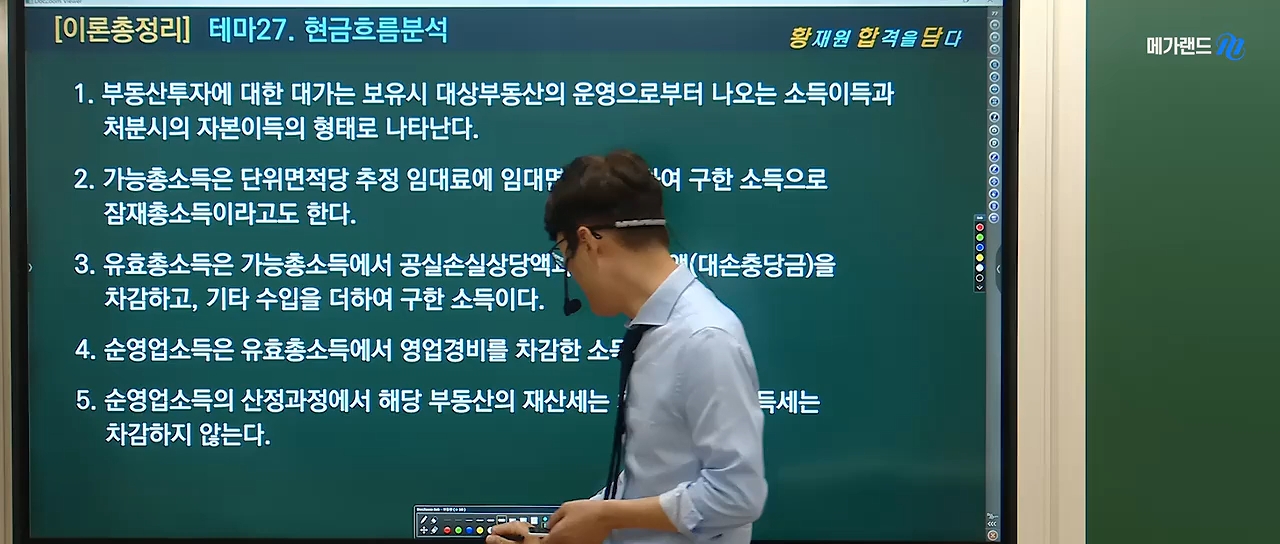 [이론총정리] 테마27. 현금흐름분석
황재원 합격을담다
메가랜드
1. 부동산투자에 대한 대가는 보유시 대상부동산의 운영으로부터 나오는 소득이득과
처분시의 자본이득의 형태로 나타난다.
2. 가능총소득은 단위면적당 추정 임대료에 구한 소득으로
잠재총소득이라고도 한다.
3. 유효총소득은 가능총소득에서 공실손실상당액과 (대손충당금)을
차감하고, 기타 수입을 더하여 구한 소득이다.
4. 순영업소득은 유효총소득에서 영업경비를 차감한
5. 순영업소득의 산정과정에서 해당 부동산의 재산세는
차감하지 않는다.